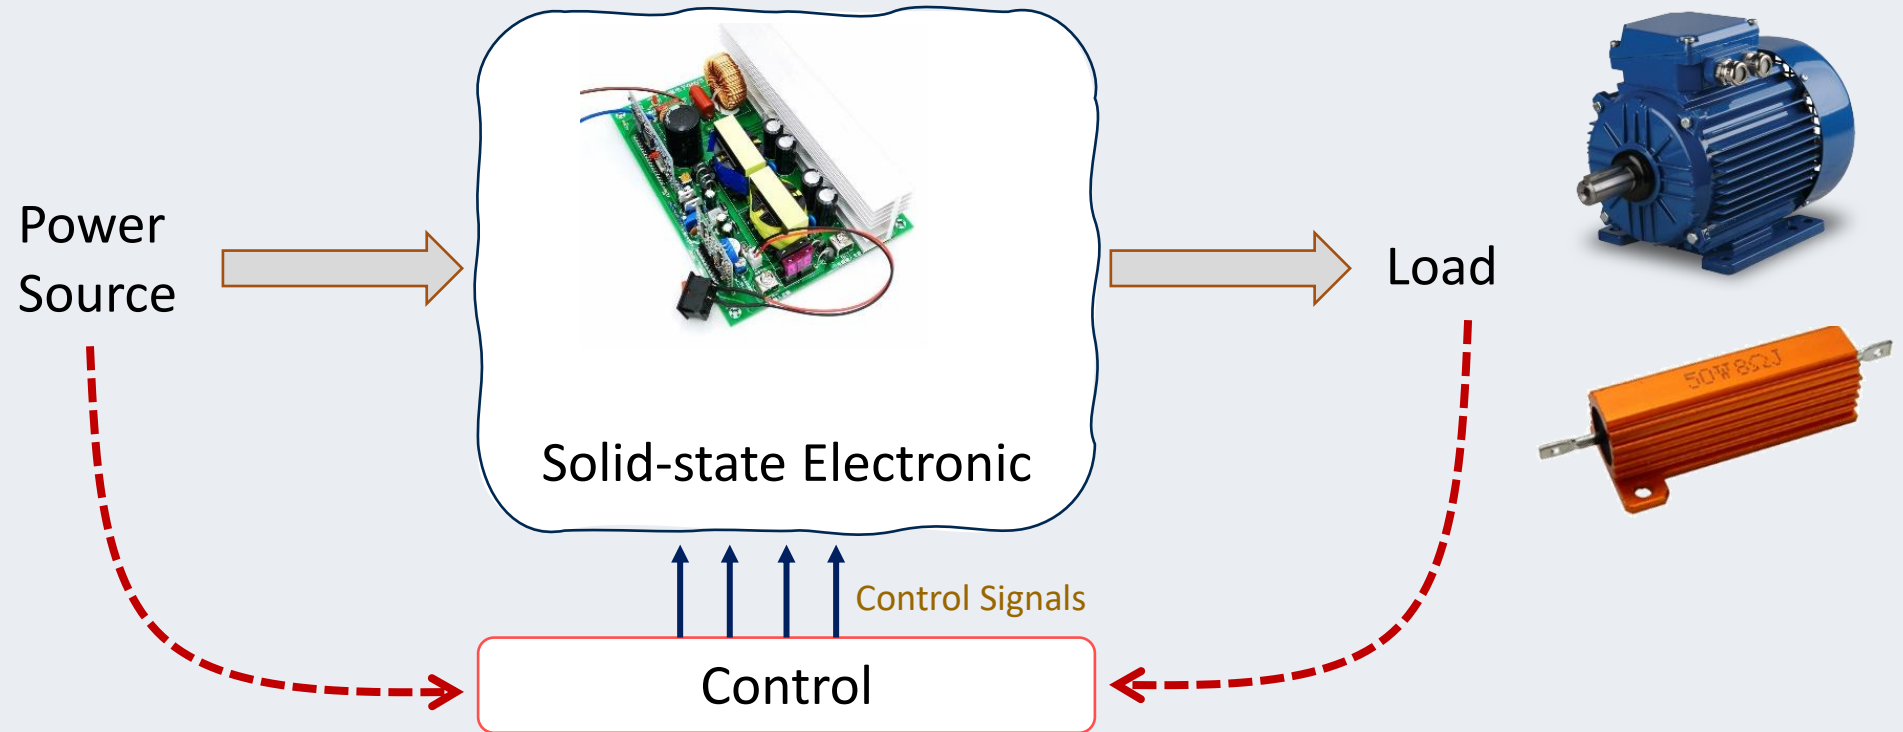 Power
Source
Solid-state Electronic
Load
50W8ΩJ
Control Signals
Control